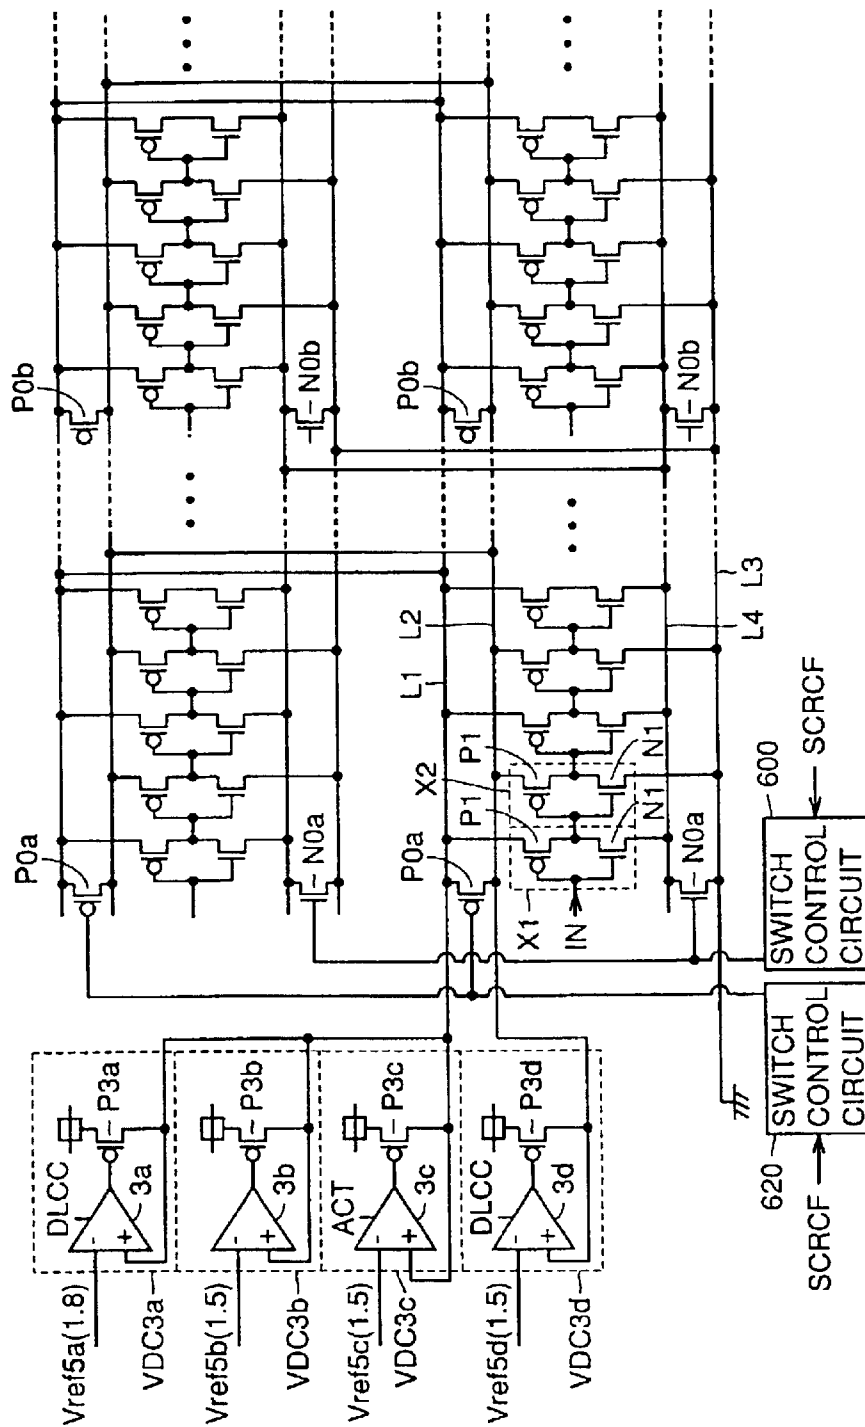 Vref5a(1.8)
DLCC
3a
P3a
VDC3a
Vref5b(1.5)
3b
P3b
VDC3b
Vref5c(1.5)
ACT
3c
P3c
VDC3c
Vref5d(1.5)
DLCC
3d
P3d
VDC3d
P0a
N0a
P0b
N0b
P0a
N0a
P0b
N0b
X1
IN
X2
P1
P1
N1
N1
L1
L2
L4
L3
620
SWITCH
CONTROL
CIRCUIT
SCRCF
600
SWITCH
CONTROL
CIRCUIT
SCRCF